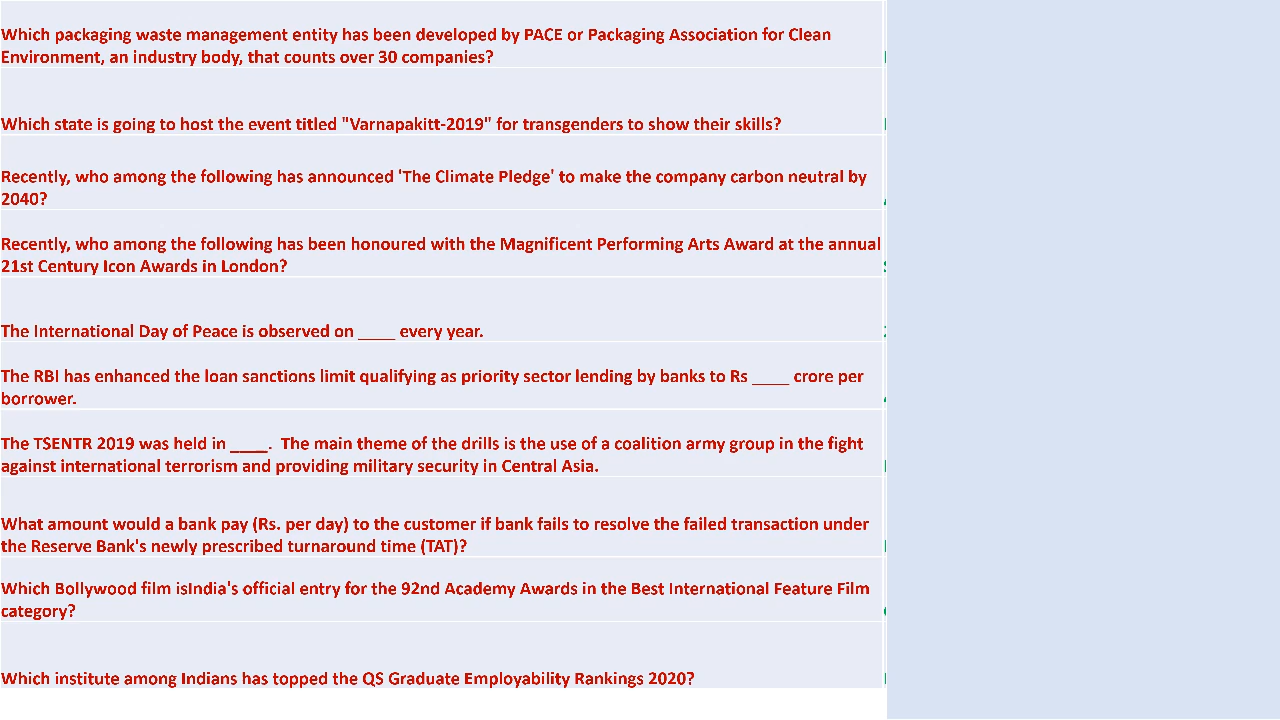 Which packaging waste management entity has been developed by PACE or Packaging Association for Clean
Environment, an industry body, that counts over 30 companies?
Which state is going to host the event titled "Varnapakitt-2019" for transgenders to show their skills?
Recently, who among the following has announced 'The Climate Pledge' to make the company carbon neutral by
2040?
Recently, who among the following has been honoured with the Magnificent Performing Arts Award at the annual
21st Century Icon Awards in London?
The International Day of Peace is observed on ____ every year.
The RBI has enhanced the loan sanctions limit qualifying as priority sector lending by banks to Rs ____ crore per
borrower.
The TSENTR 2019 was held in ____.  The main theme of the drills is the use of a coalition army group in the fight
against international terrorism and providing military security in Central Asia.
What amount would a bank pay (Rs. per day) to the customer if bank fails to resolve the failed transaction under
the Reserve Bank's newly prescribed turnaround time (TAT)?
Which Bollywood film isIndia's official entry for the 92nd Academy Awards in the Best International Feature Film
category?
Which institute among Indians has topped the QS Graduate Employability Rankings 2020?